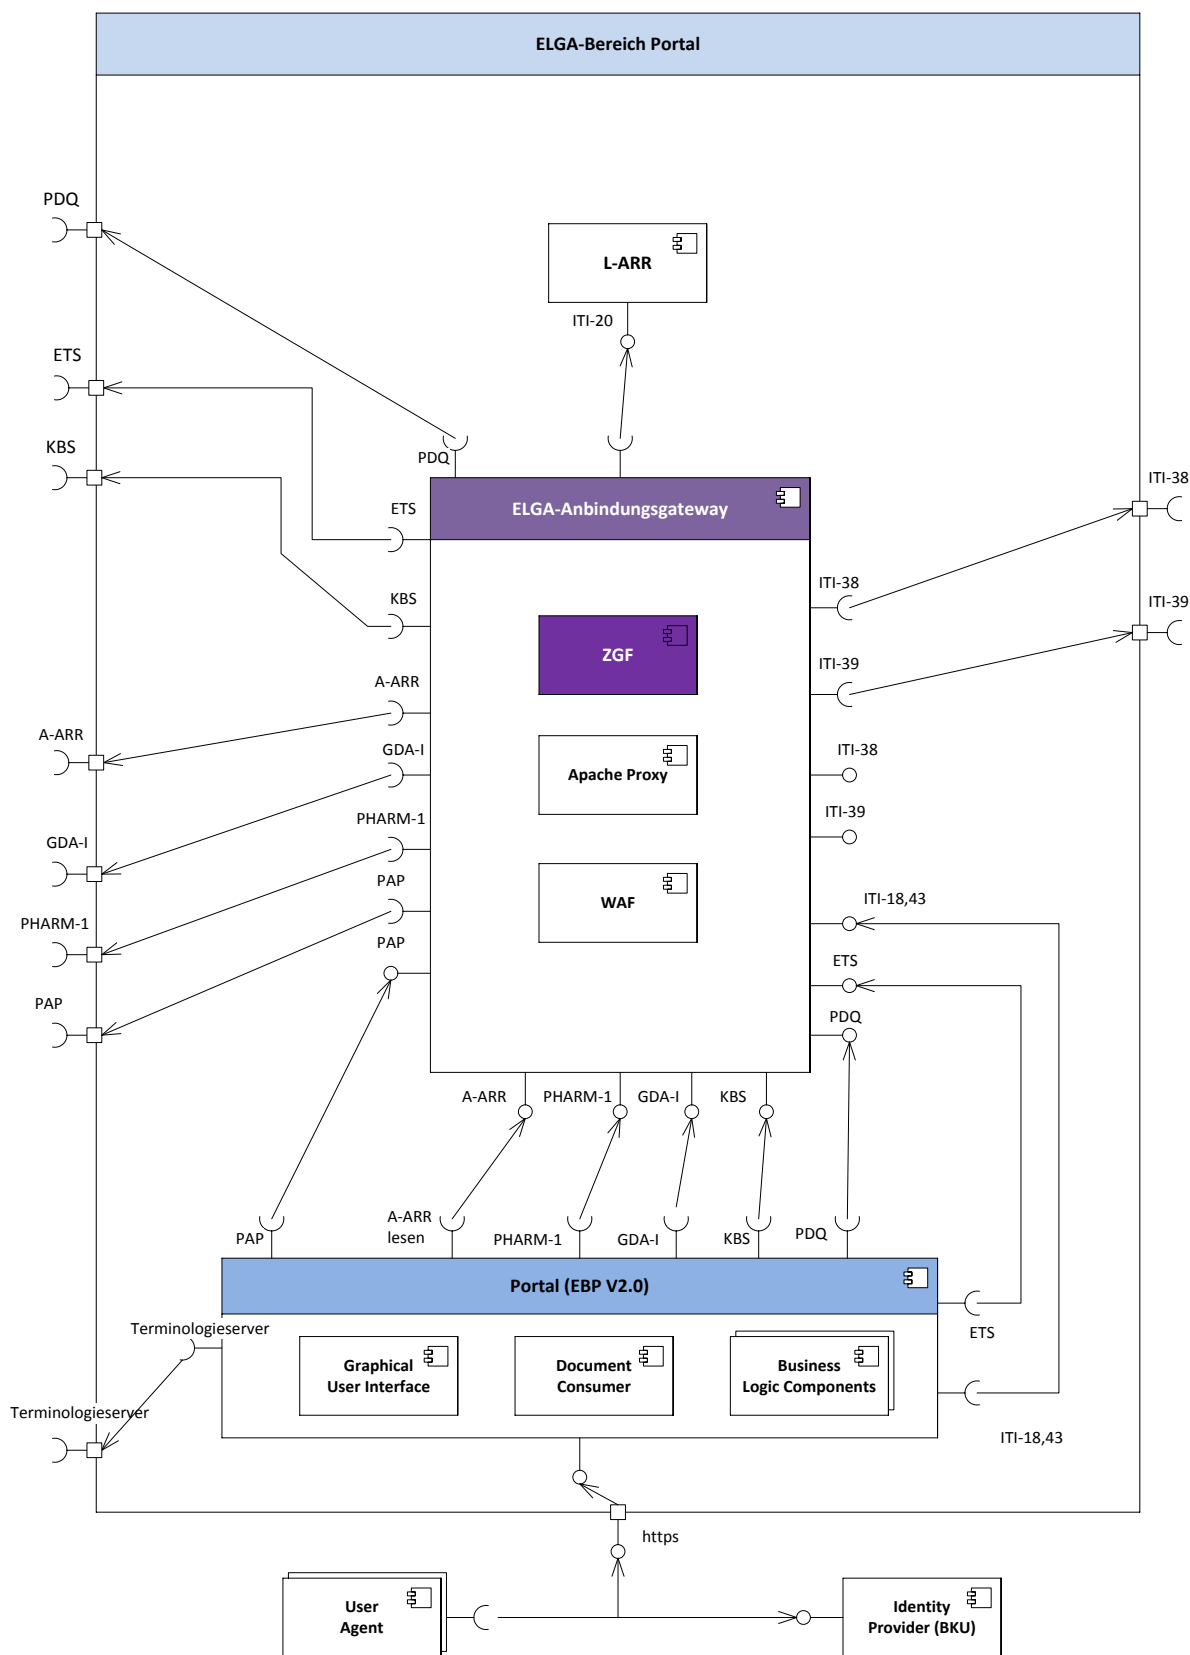 ELGA-Bereich Portal
PDQ
L-ARR
ITI-20
ETS
KBS
PDQ
ITI-38
ETS
ELGA-Anbindungsgateway
ITI-38
ITI-39
KBS
ZGF
ITI-39
A-ARR
A-ARR
GDA-I
ITI-38
Apache Proxy
PHARM-1
ITI-39
GDA-I
PAP
WAF
ITI-18,43
PHARM-1
PAP
ETS
PAP
PDQ
A-ARR
PHARM-1
GDA-I
KBS
PAP
A-ARR
lesen
PHARM-1
GDA-I
KBS
PDQ
Portal (EBP V2.0)
Terminologieserver
ETS
Graphical
User Interface
Document
Consumer
Business
Logic Components
Terminologieserver
ITI-18,43
https
User
Agent
Identity
Provider (BKU)